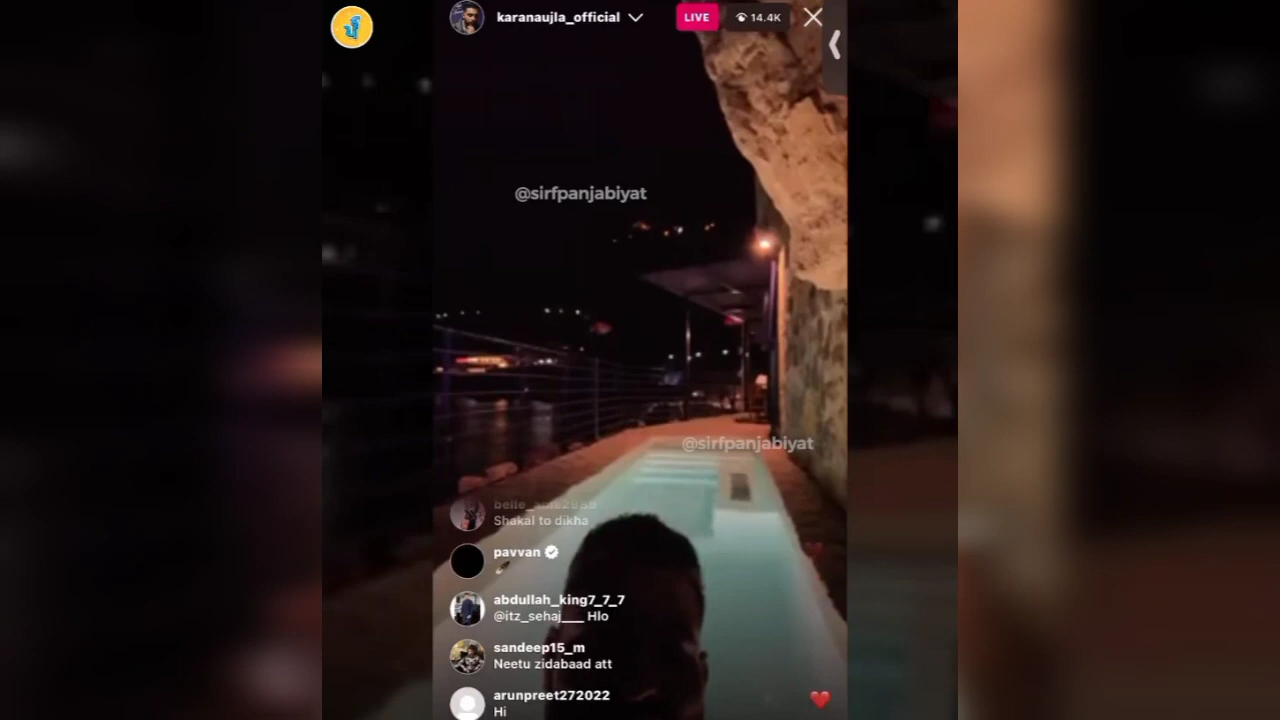 karanaujla_official
LIVE
14.4K
@sirfpanjabiyat
@sirfpanjabiyat
Shakal to dikha
pavvan
abdullah_king7_7_7
@itz_sehaj___ Hlo
sandeep15_m
Neetu zidabaad att
arunpreet272022
Hi